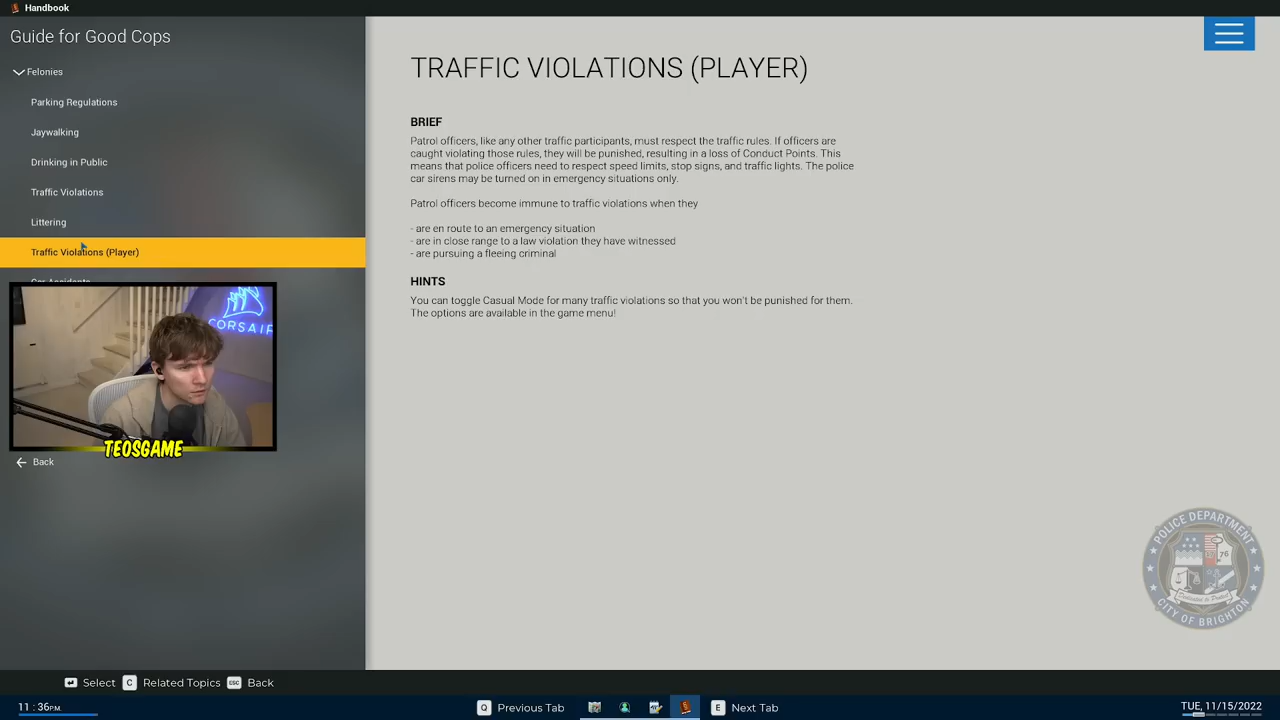 Handbook
Guide for Good Cops
Felonies
Parking Regulations
Jaywalking
Drinking in Public
Traffic Violations
Littering
Traffic Violations (Player)
Car Accidents
CORSAIR
TEOSGAME
Back
TRAFFIC VIOLATIONS (PLAYER)
BRIEF
Patrol officers, like any other traffic participants, must respect the traffic rules. If officers are
caught violating those rules, they will be punished, resulting in a loss of Conduct Points. This
means that police officers need to respect speed limits, stop signs, and traffic lights. The police
car sirens may be turned on in emergency situations only.
Patrol officers become immune to traffic violations when they
- are en route to an emergency situation
- are in close range to a law violation they have witnessed
- are pursuing a fleeing criminal
HINTS
You can toggle Casual Mode for many traffic violations so that you won't be punished for them.
The options are available in the game menu!
POLICE DEPARTMENT
17 76
Dedication to Protect
CITY OF BRIGHTON
Select C Related Topics ESC Back
11 : 36PM.
Q Previous Tab E Next Tab
TUE, 11/15/2022